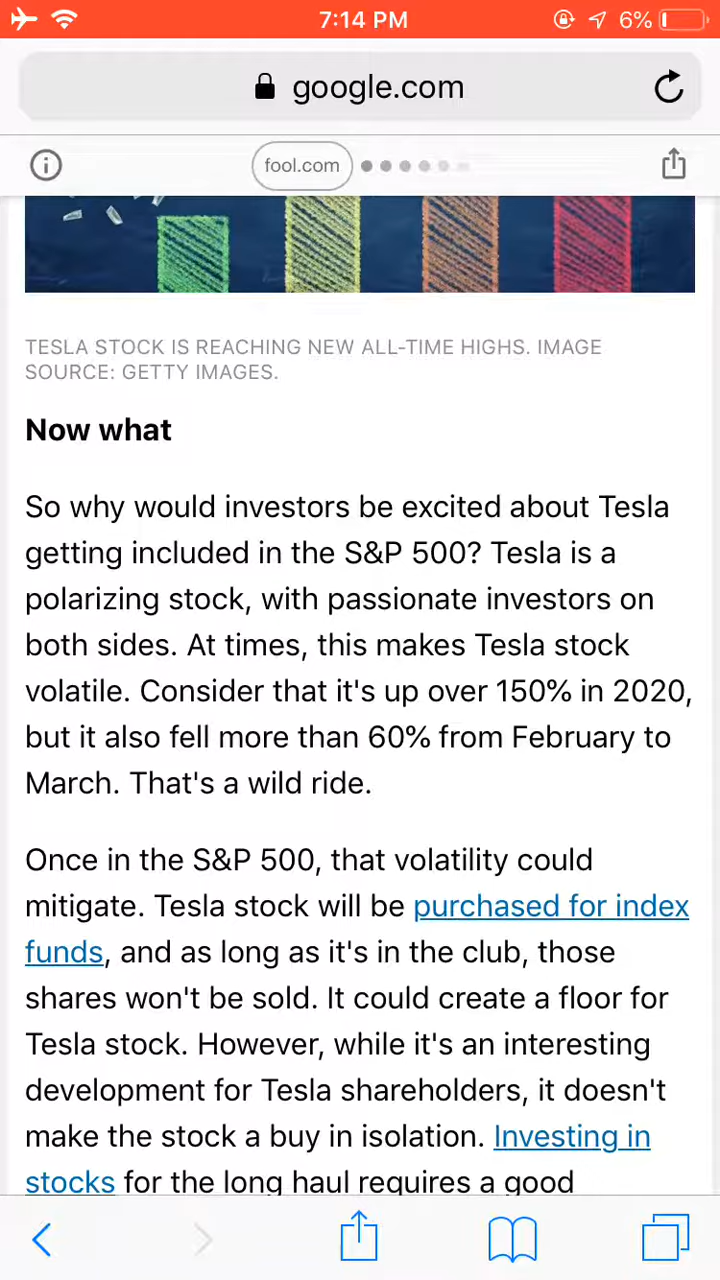 7:14 PM
6%
google.com
fool.com
TESLA STOCK IS REACHING NEW ALL-TIME HIGHS. IMAGE
SOURCE: GETTY IMAGES.
Now what
So why would investors be excited about Tesla
getting included in the S&P 500? Tesla is a
polarizing stock, with passionate investors on
both sides. At times, this makes Tesla stock
volatile. Consider that it's up over 150% in 2020,
but it also fell more than 60% from February to
March. That's a wild ride.
Once in the S&P 500, that volatility could
mitigate. Tesla stock will be purchased for index
funds, and as long as it's in the club, those
shares won't be sold. It could create a floor for
Tesla stock. However, while it's an interesting
development for Tesla shareholders, it doesn't
make the stock a buy in isolation. Investing in
stocks for the long haul requires a good